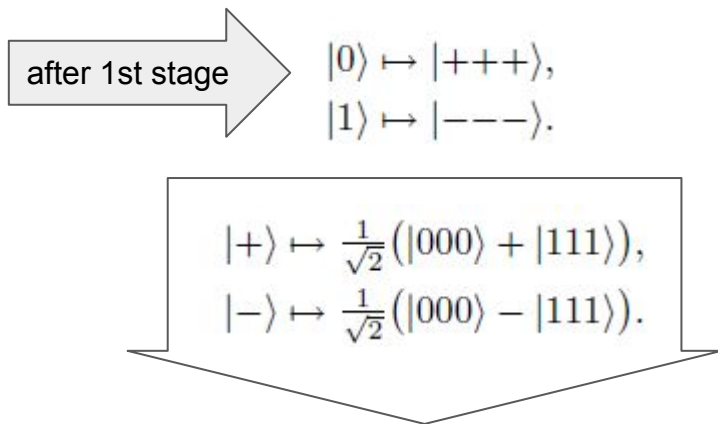 after 1st stage
|0⟩ ↦ |+++⟩,
|1⟩ ↦ |−−−⟩.
|+⟩ ↦ 1/√2 (|000⟩ + |111⟩),
|−⟩ ↦ 1/√2 (|000⟩ − |111⟩).